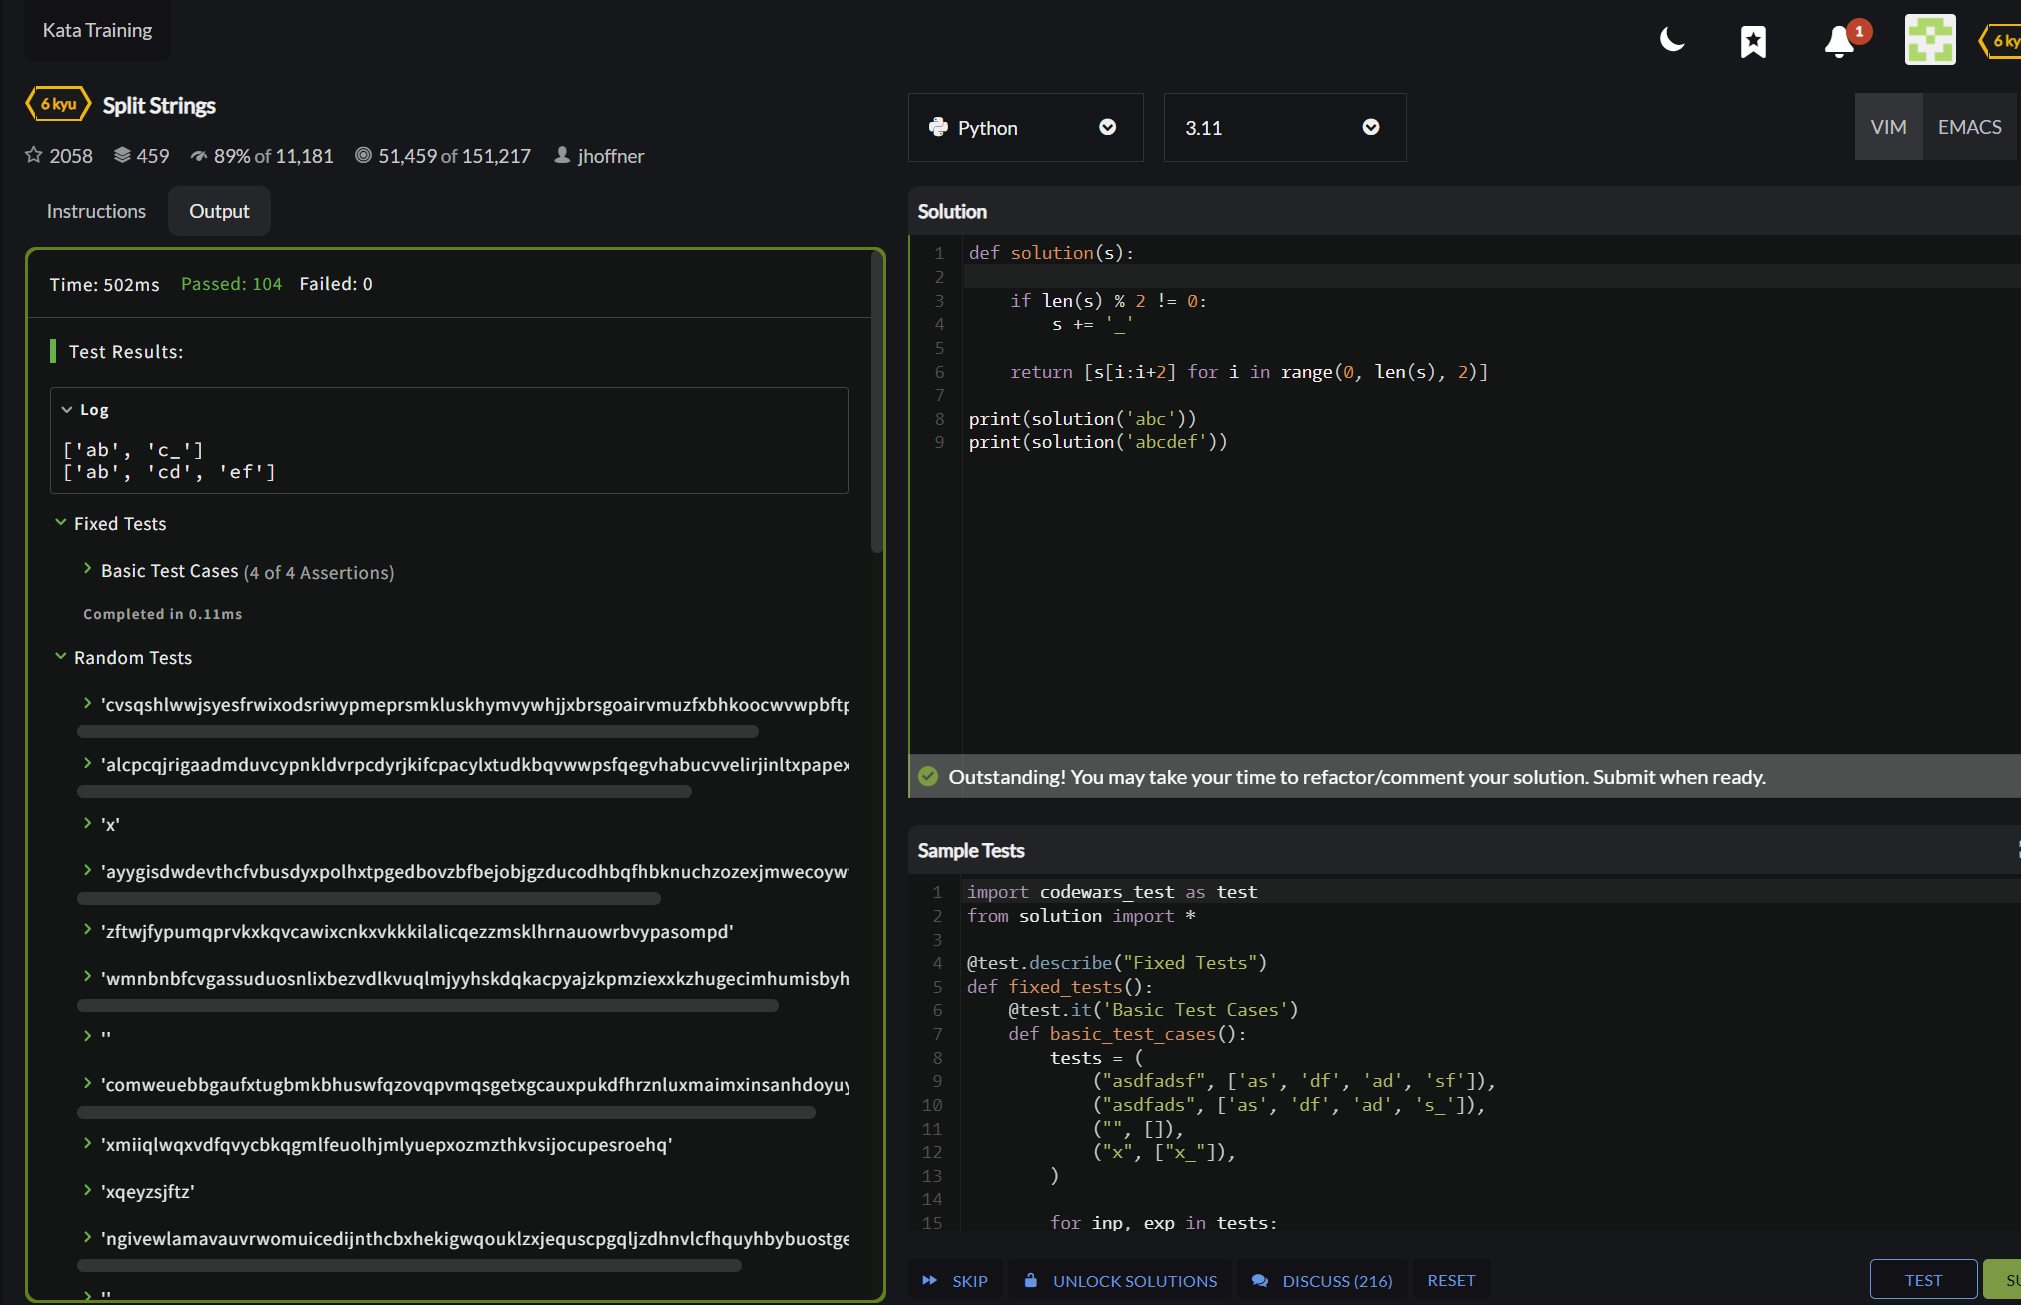 Kata Training
1
6 ky
6 kyu Split Strings
2058 459 89% of 11,181 51,459 of 151,217 jhoffner
Instructions Output
Time: 502ms Passed: 104 Failed: 0
Test Results:
Log
['ab', 'c_']
['ab', 'cd', 'ef']
Fixed Tests
Basic Test Cases (4 of 4 Assertions)
Completed in 0.11ms
Random Tests
'cvsqshlwwjsyesfrwixodsriwypmeprsmkluskhymvywhjjxbrsgoairvmuzfxbhkoocwvwpbftp
'alcpcqjrigaadmduvcypnkldvrpcdyrjkifcpacylxtudkbqvwwpsfqegvhabucvvelirjinltxpapex
'x'
'ayygisdwdevthcfvbusdyxpolhxtpgedbovzbfbejobjgzducodhbqfhbknuchzozexjmwecoyw
'zftwjfypumqprvkxkqvcawixcnkxvkkkilalicqezzmsklhrnauowrbvypasompd'
'wmnbnbfcvgassuduosnlixbezvdlkvuqlmjyyhskdqkacpyajzkpmziexxkzhugecimhumisbyh
''
'comweuebbgaufxtugbmkbhuswfqzovqpvmqsgetxgcauxpukdfhrznluxmaimxinsanhdoyuy
'xmiiqlwqxvdfqvycbkqgmlfeuolhjmlyuepxozmzthkvsijocupesroehq'
'xqeyzsjftz'
'ngivewlamavauvrwomuicedijnthcbxhekigwqouklzxjequscpgqljzdhnvlcfhquyhbybuostge
''
Python 3.11 VIM EMACS
Solution
1 def solution(s):
2
3 if len(s) % 2 != 0:
4 s += '_'
5
6 return [s[i:i+2] for i in range(0, len(s), 2)]
7
8 print(solution('abc'))
9 print(solution('abcdef'))
Outstanding! You may take your time to refactor/comment your solution. Submit when ready.
Sample Tests
1 import codewars_test as test
2 from solution import *
3
4 @test.describe("Fixed Tests")
5 def fixed_tests():
6 @test.it('Basic Test Cases')
7 def basic_test_cases():
8 tests = (
9 ("asdfadsf", ['as', 'df', 'ad', 'sf']),
10 ("asdfads", ['as', 'df', 'ad', 's_']),
11 ("", []),
12 ("x", ["x_"]),
13 )
14
15 for inp, exp in tests:
SKIP UNLOCK SOLUTIONS DISCUSS (216) RESET TEST SU